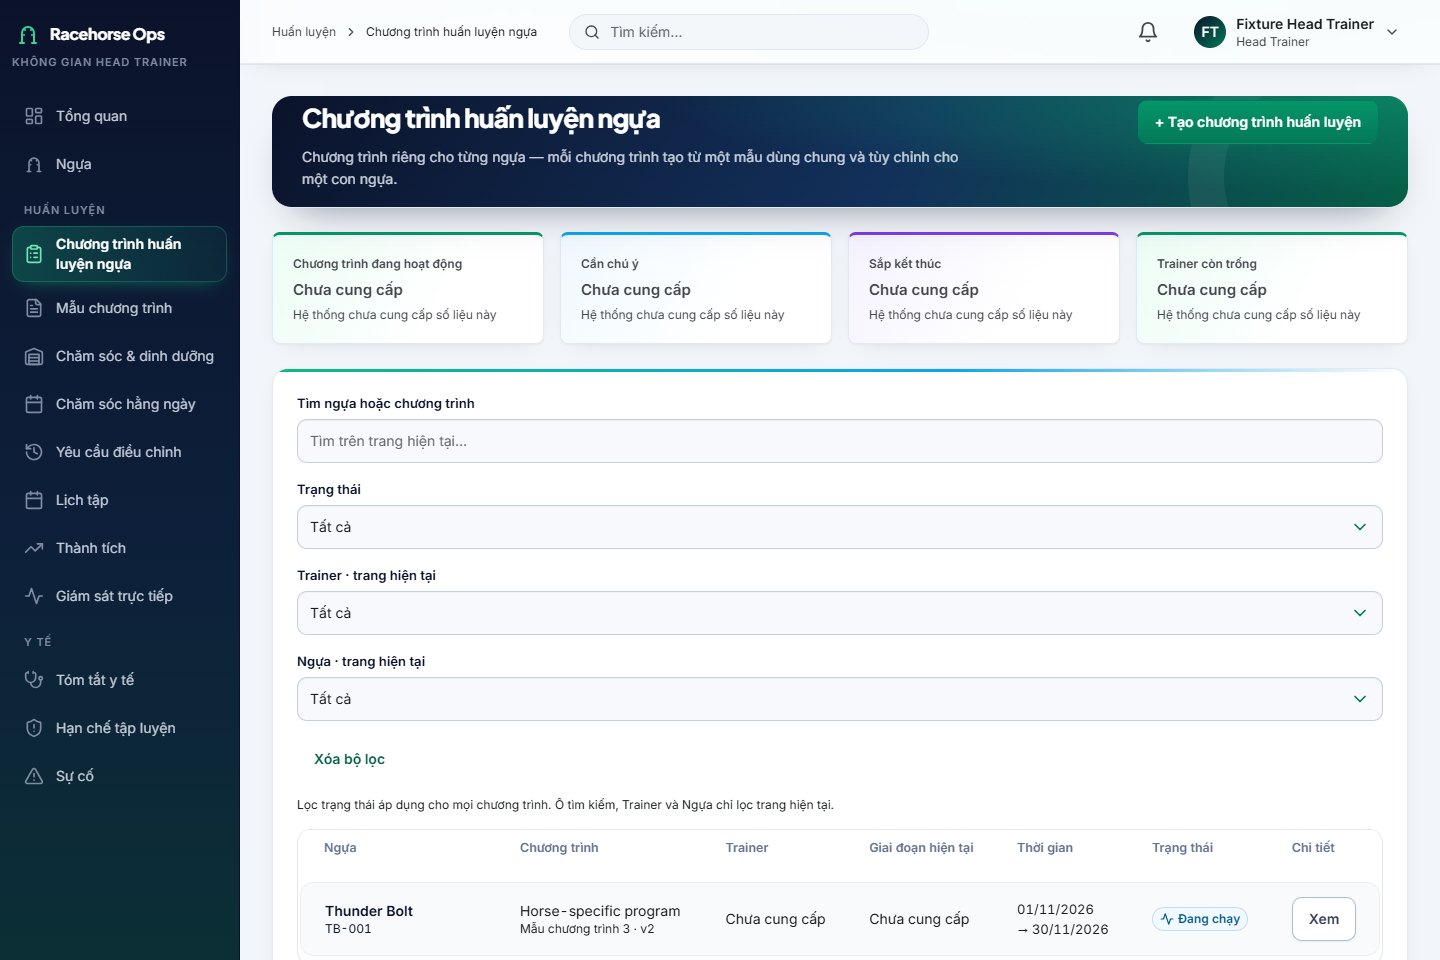 Racehorse Ops
KHÔNG GIAN HEAD TRAINER
Tổng quan
Ngựa
HUẤN LUYỆN
Chương trình huấn
luyện ngựa
Mẫu chương trình
Chăm sóc & dinh dưỡng
Chăm sóc hằng ngày
Yêu cầu điều chỉnh
Lịch tập
Thành tích
Giám sát trực tiếp
Y TẾ
Tóm tắt y tế
Hạn chế tập luyện
Sự cố
Huấn luyện > Chương trình huấn luyện ngựa
Tìm kiếm...
FT
Fixture Head Trainer
Head Trainer
Chương trình huấn luyện ngựa
Chương trình riêng cho từng ngựa — mỗi chương trình tạo từ một mẫu dùng chung và tùy chỉnh cho
một con ngựa.
+ Tạo chương trình huấn luyện
Chương trình đang hoạt động
Chưa cung cấp
Hệ thống chưa cung cấp số liệu này
Cần chú ý
Chưa cung cấp
Hệ thống chưa cung cấp số liệu này
Sắp kết thúc
Chưa cung cấp
Hệ thống chưa cung cấp số liệu này
Trainer còn trống
Chưa cung cấp
Hệ thống chưa cung cấp số liệu này
Tìm ngựa hoặc chương trình
Tìm trên trang hiện tại...
Trạng thái
Tất cả
Trainer · trang hiện tại
Tất cả
Ngựa · trang hiện tại
Tất cả
Xóa bộ lọc
Lọc trạng thái áp dụng cho mọi chương trình. Ô tìm kiếm, Trainer và Ngựa chỉ lọc trang hiện tại.
Ngựa Chương trình Trainer Giai đoạn hiện tại Thời gian Trạng thái Chi tiết
Thunder Bolt
TB-001
Horse-specific program
Mẫu chương trình 3 · v2
Chưa cung cấp
Chưa cung cấp
01/11/2026
→ 30/11/2026
Đang chạy
Xem